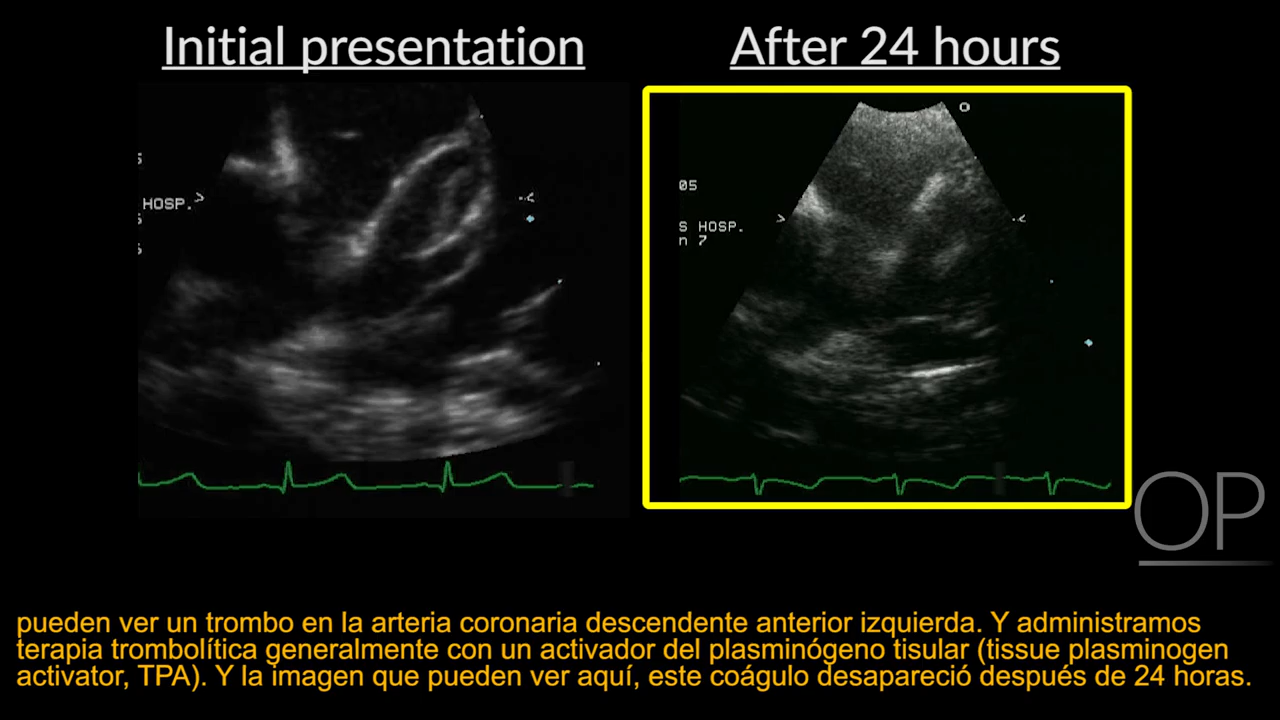 Initial presentation
After 24 hours
HOSP.
05
S HOSP.
n 7
OP
pueden ver un trombo en la arteria coronaria descendente anterior izquierda. Y administramos
terapia trombolítica generalmente con un activador del plasminógeno tisular (tissue plasminogen
activator, TPA). Y la imagen que pueden ver aquí, este coágulo desapareció después de 24 horas.